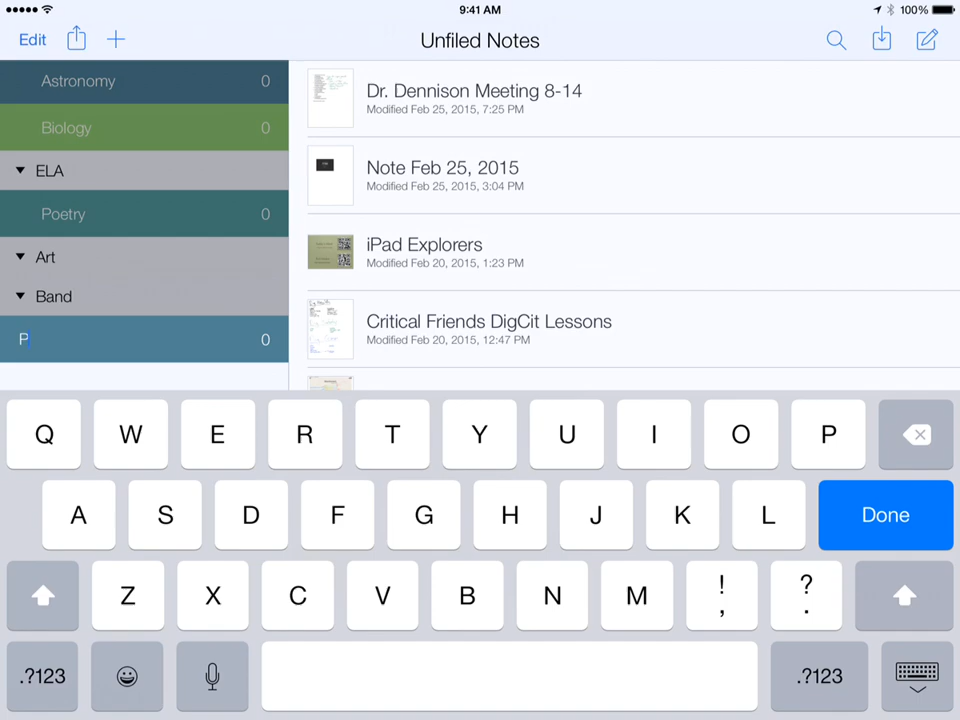 9:41 AM
100%
Edit
Unfiled Notes
Astronomy 0
Biology 0
ELA
Poetry 0
Art
Band
P 0
Dr. Dennison Meeting 8-14
Modified Feb 25, 2015, 7:25 PM
Note Feb 25, 2015
Modified Feb 25, 2015, 3:04 PM
iPad Explorers
Modified Feb 20, 2015, 1:23 PM
Critical Friends DigCit Lessons
Modified Feb 20, 2015, 12:47 PM
Q W E R T Y U I O P
A S D F G H J K L Done
Z X C V B N M ! , ? .
.?123 .?123